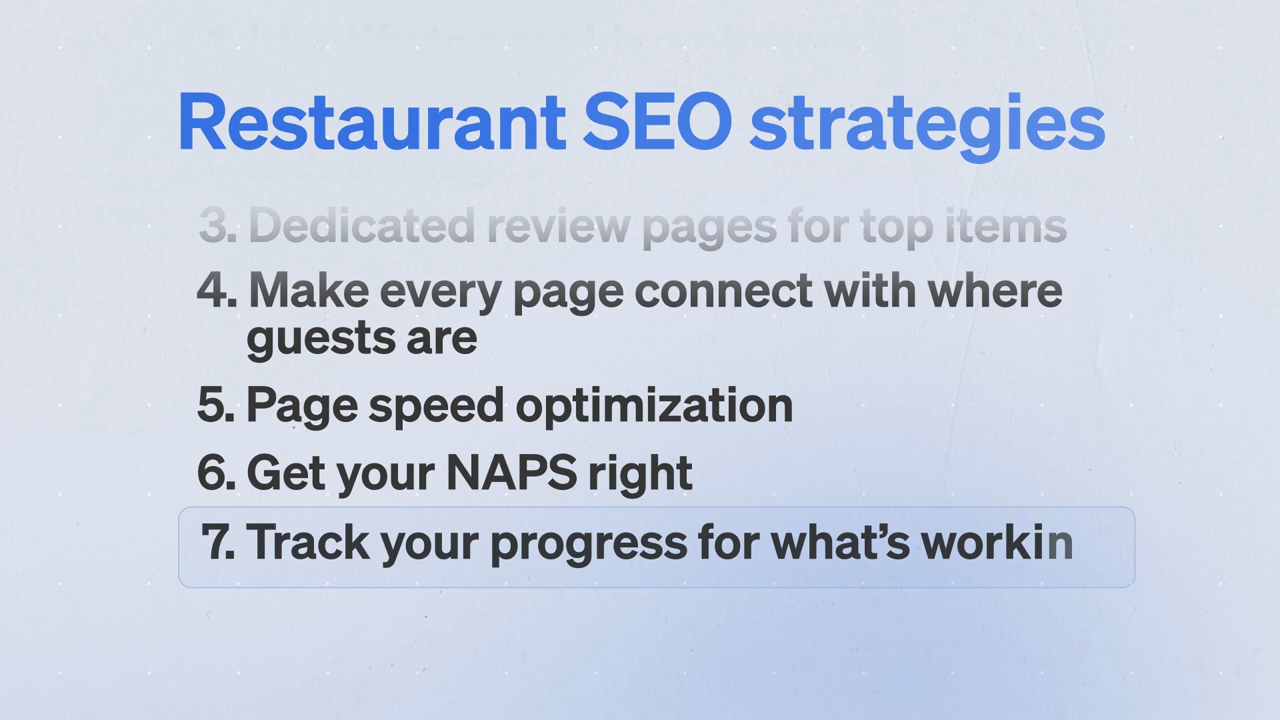 Restaurant SEO strategies
3. Dedicated review pages for top items
4. Make every page connect with where
guests are
5. Page speed optimization
6. Get your NAPS right
7. Track your progress for what's workin